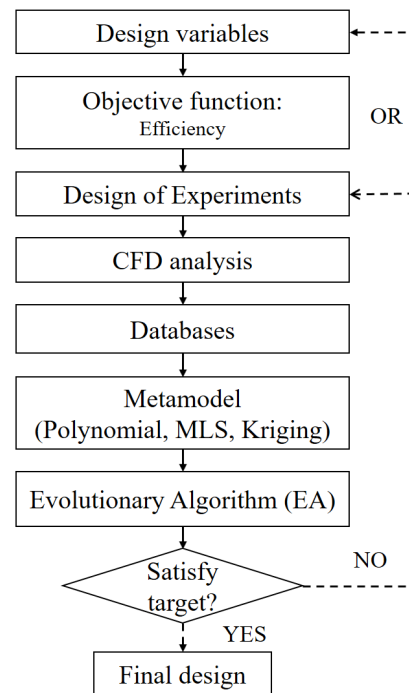 Design variables
Objective function:
Efficiency
OR
Design of Experiments
CFD analysis
Databases
Metamodel
(Polynomial, MLS, Kriging)
Evolutionary Algorithm (EA)
Satisfy
target?
NO
YES
Final design